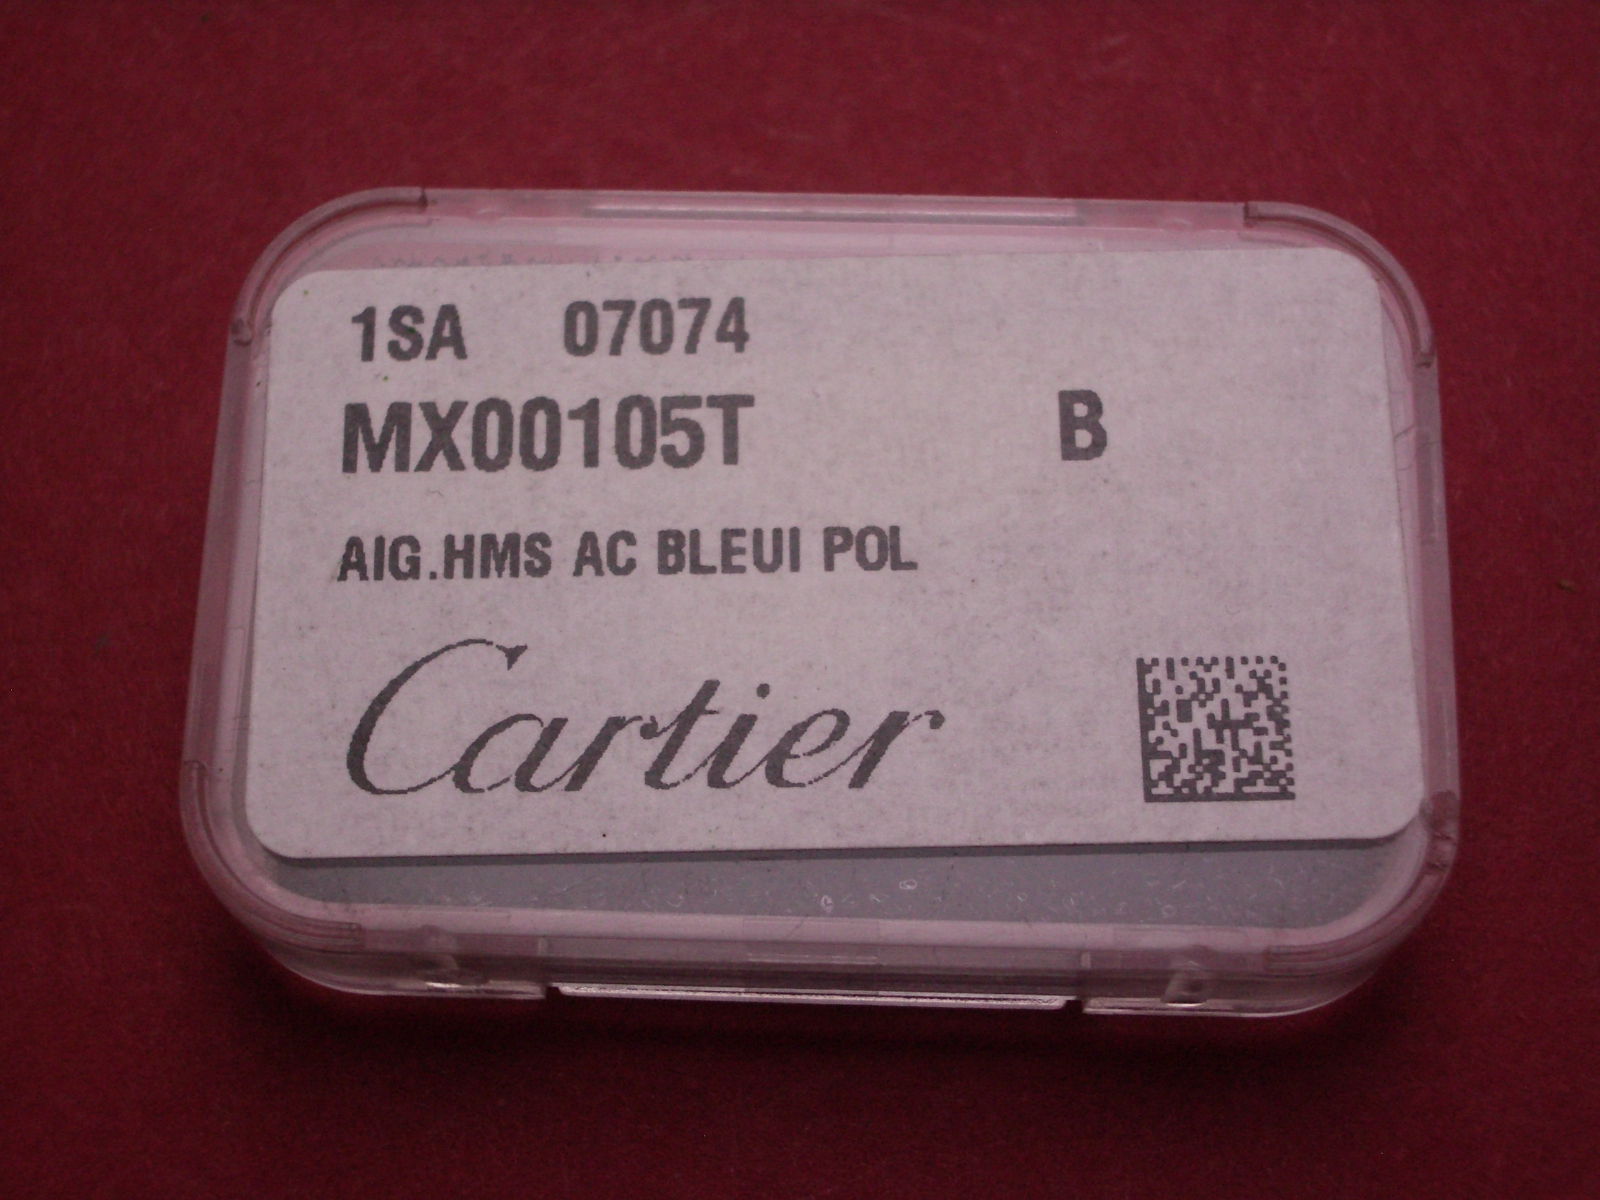 1SA 07074
MX00105T B
AIG.HMS AC BLEUI POL
Cartier